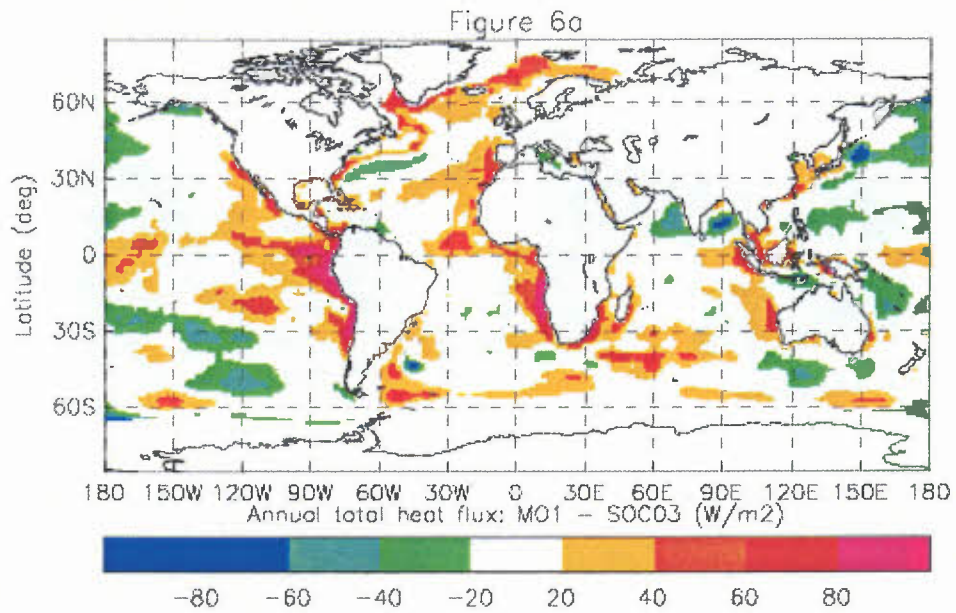 Figure 6a
60N
30N
0
30S
60S
Latitude (deg)
180 150W 120W 90W 60W 30W 0 30E 60E 90E 120E 150E 180
Annual total heat flux: MO1 - SOC03 (W/m2)
-80 -60 -40 -20 20 40 60 80